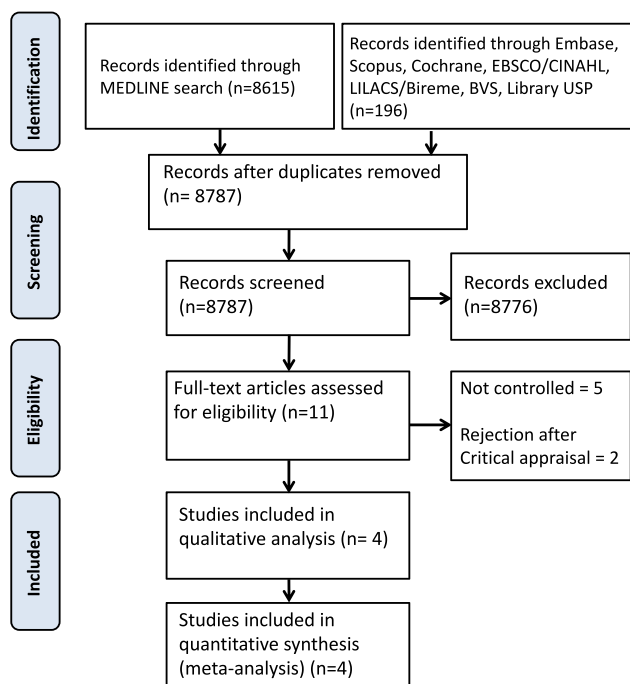 Identification
Records identified through
MEDLINE search (n=8615)
Records identified through Embase,
Scopus, Cochrane, EBSCO/CINAHL,
LILACS/Bireme, BVS, Library USP
(n=196)
Records after duplicates removed
(n= 8787)
Screening
Records screened
(n=8787)
Records excluded
(n=8776)
Eligibility
Full-text articles assessed
for eligibility (n=11)
Not controlled = 5
Rejection after
Critical appraisal = 2
Included
Studies included in
qualitative analysis (n= 4)
Studies included in
quantitative synthesis
(meta-analysis) (n=4)